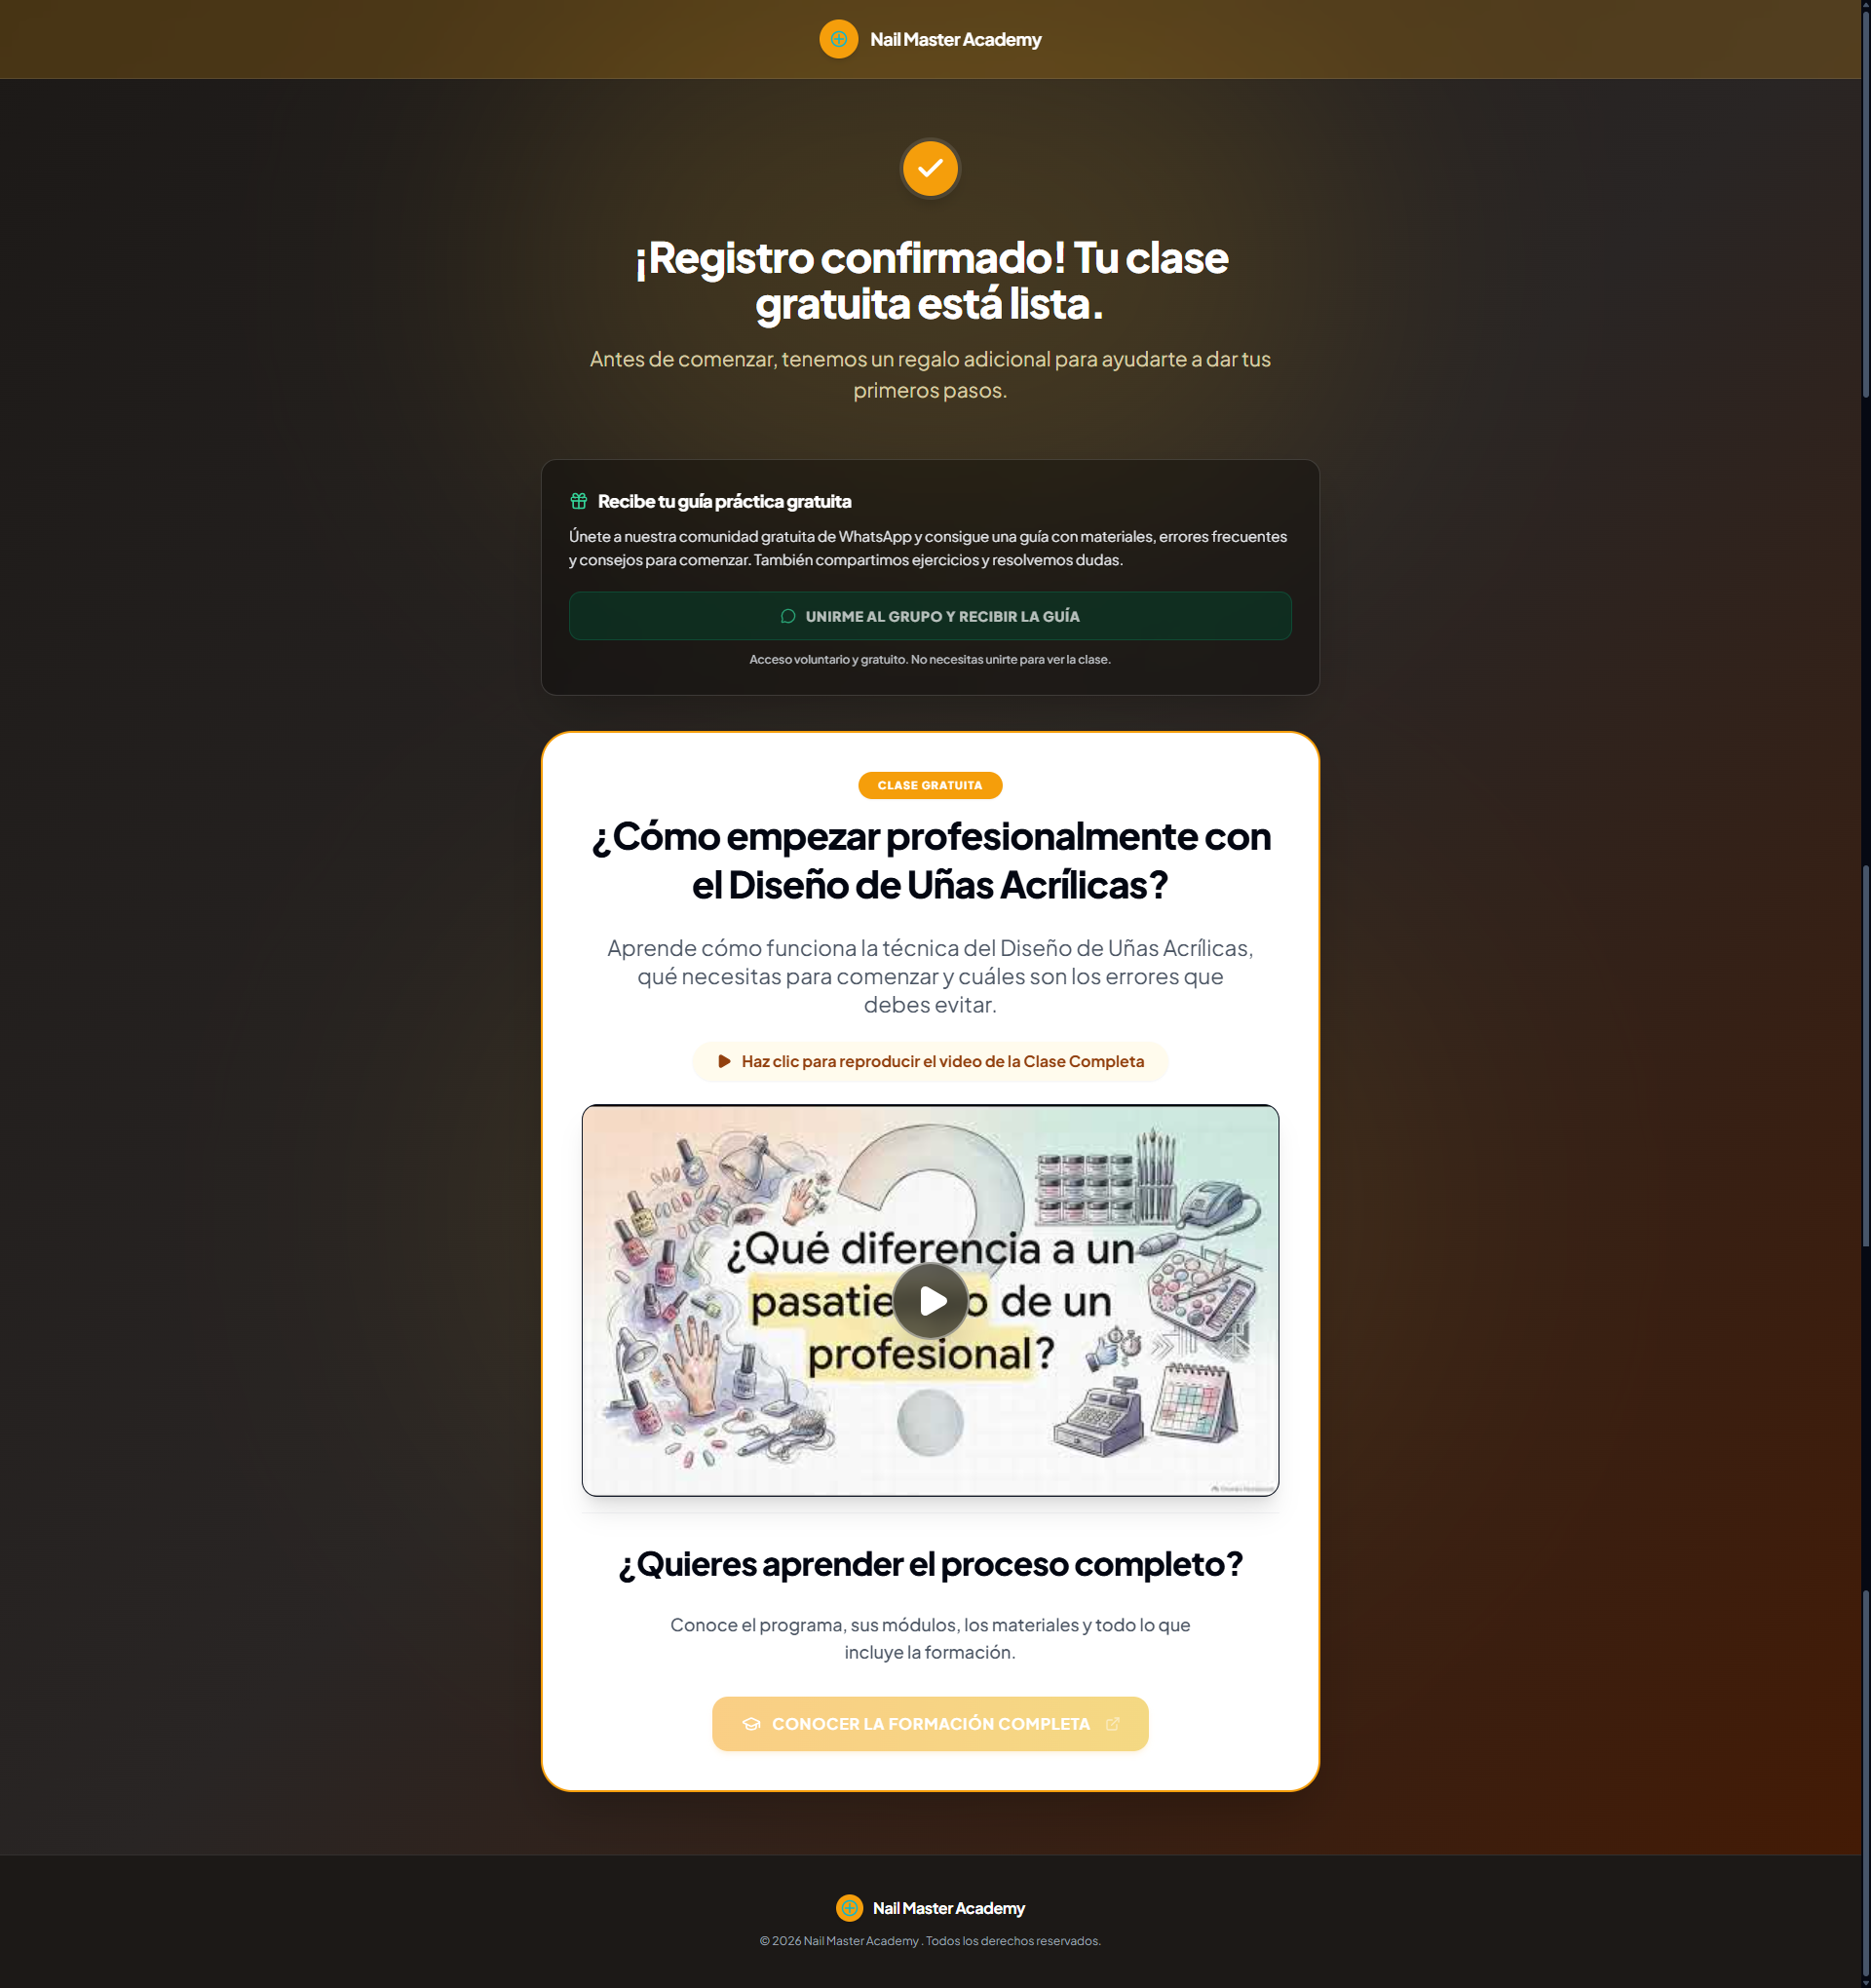 Nail Master Academy
¡Registro confirmado! Tu clase
gratuita está lista.
Antes de comenzar, tenemos un regalo adicional para ayudarte a dar tus
primeros pasos.
Recibe tu guía práctica gratuita
Únete a nuestra comunidad gratuita de WhatsApp y consigue una guía con materiales, errores frecuentes
y consejos para comenzar. También compartimos ejercicios y resolvemos dudas.
UNIRME AL GRUPO Y RECIBIR LA GUÍA
Acceso voluntario y gratuito. No necesitas unirte para ver la clase.
CLASE GRATUITA
¿Cómo empezar profesionalmente con
el Diseño de Uñas Acrílicas?
Aprende cómo funciona la técnica del Diseño de Uñas Acrílicas,
qué necesitas para comenzar y cuáles son los errores que
debes evitar.
Haz clic para reproducir el video de la Clase Completa
¿Qué diferencia a un
de un
profesional?
¿Quieres aprender el proceso completo?
Conoce el programa, sus módulos, los materiales y todo lo que
incluye la formación.
CONOCER LA FORMACIÓN COMPLETA
Nail Master Academy
© 2026 Nail Master Academy . Todos los derechos reservados.